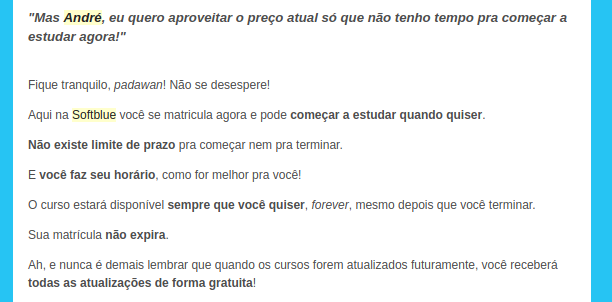 "Mas André, eu quero aproveitar o preço atual só que não tenho tempo pra começar a
estudar agora!"
Fique tranquilo, padawan! Não se desespere!
Aqui na Softblue você se matricula agora e pode começar a estudar quando quiser.
Não existe limite de prazo pra começar nem pra terminar.
E você faz seu horário, como for melhor pra você!
O curso estará disponível sempre que você quiser, forever, mesmo depois que você terminar.
Sua matrícula não expira.
Ah, e nunca é demais lembrar que quando os cursos forem atualizados futuramente, você receberá
todas as atualizações de forma gratuita!